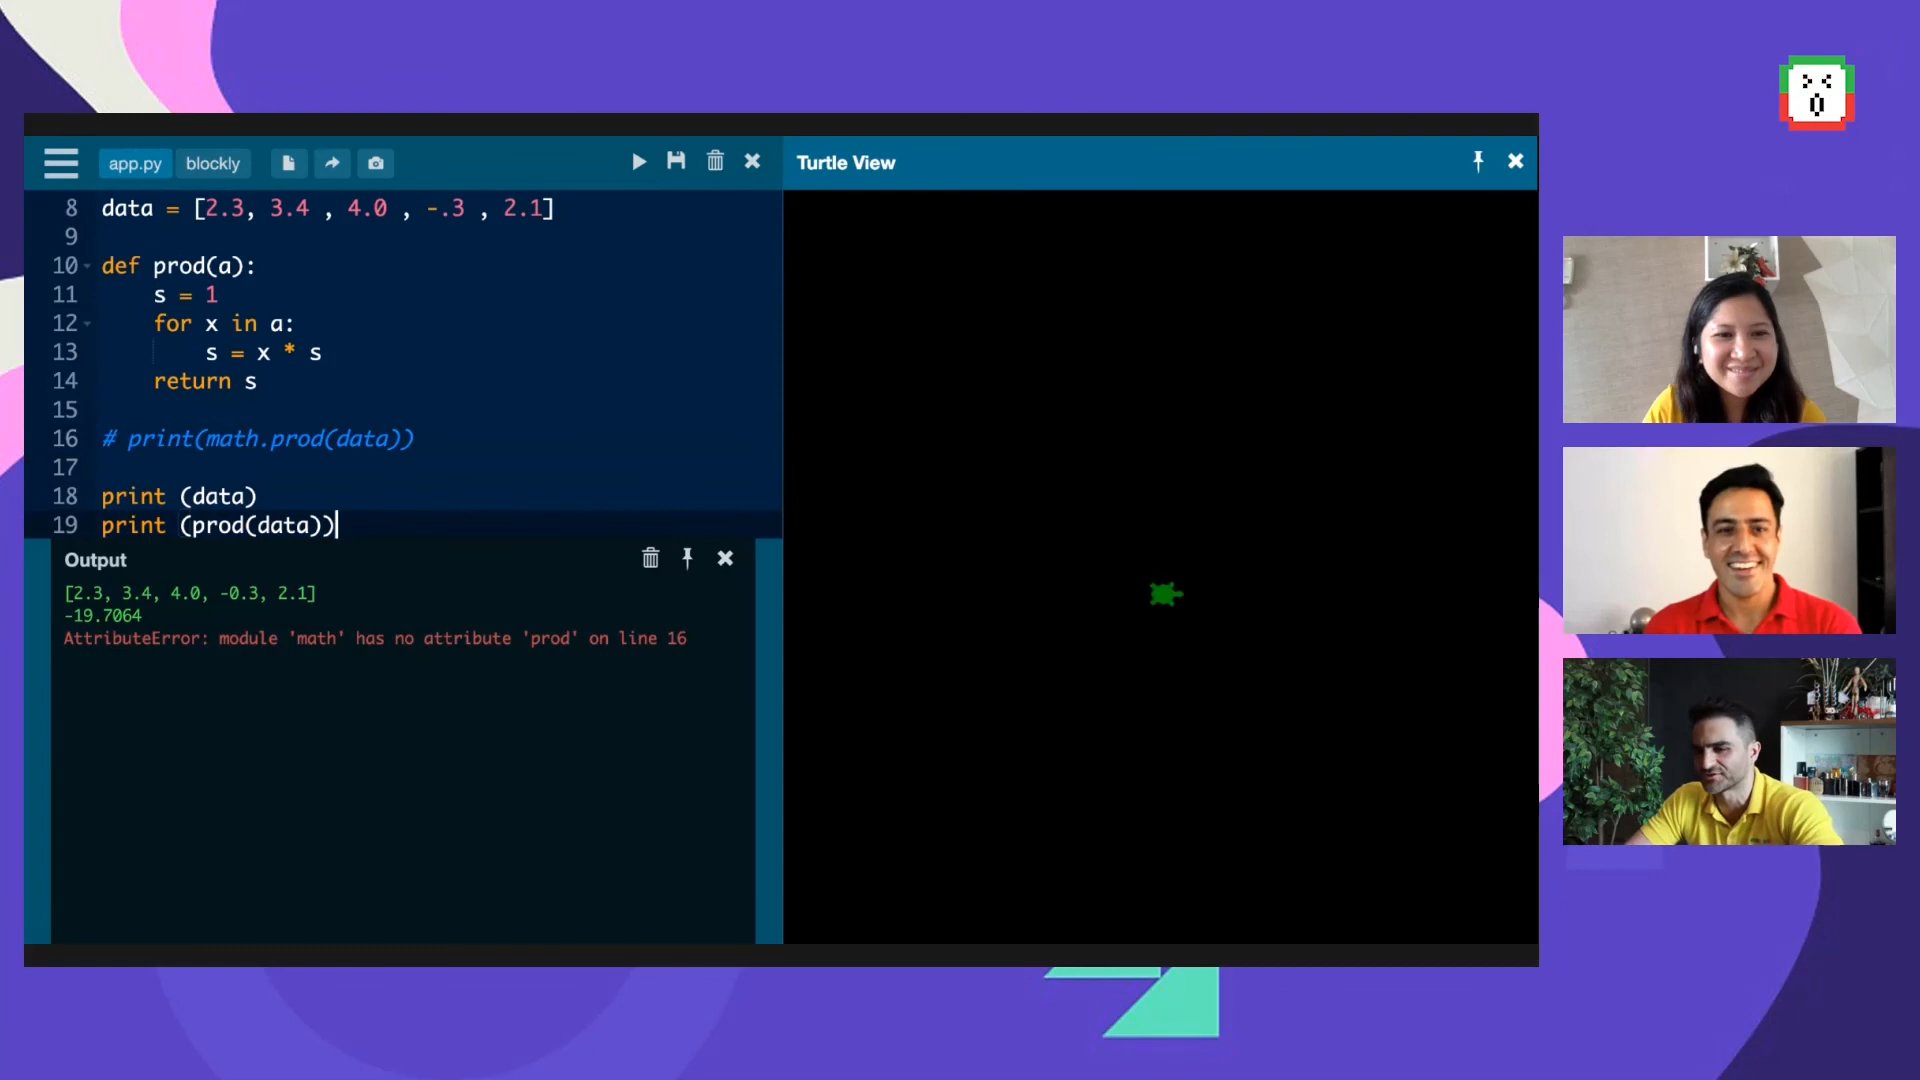 app.py blockly
Turtle View
8 data = [2.3, 3.4 , 4.0 , -.3 , 2.1]
9
10 def prod(a):
11 s = 1
12 for x in a:
13 s = x * s
14 return s
15
16 # print(math.prod(data))
17
18 print (data)
19 print (prod(data))
Output
[2.3, 3.4, 4.0, -0.3, 2.1]
-19.7064
AttributeError: module 'math' has no attribute 'prod' on line 16